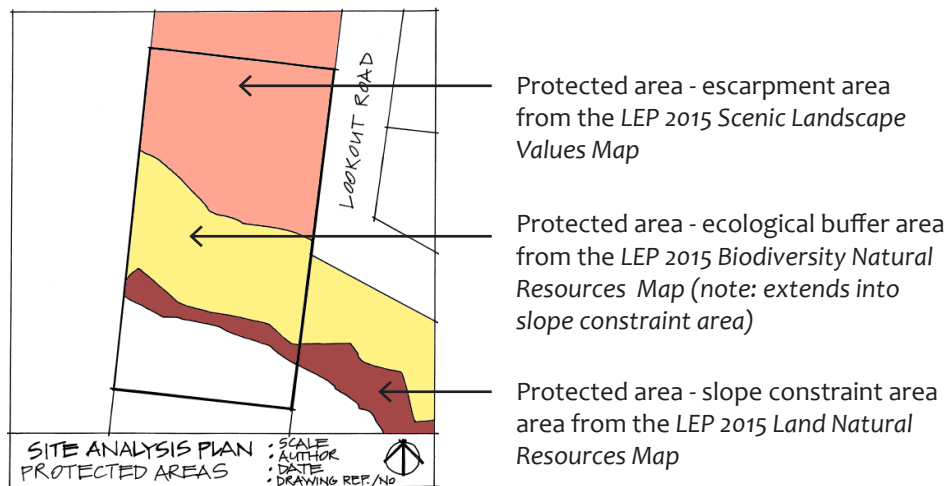 LOOKOUT ROAD
Protected area - escarpment area
from the LEP 2015 Scenic Landscape
Values Map
Protected area - ecological buffer area
from the LEP 2015 Biodiversity Natural
Resources Map (note: extends into
slope constraint area)
Protected area - slope constraint area
area from the LEP 2015 Land Natural
Resources Map
SITE ANALYSIS PLAN
PROTECTED AREAS
• SCALE
• AUTHOR
• DATE
• DRAWING REF./NO